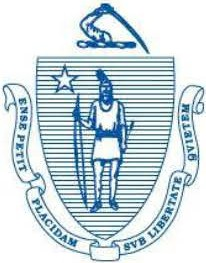 ENSE PETIT
PLACIDAM
SVB LIBERTATE
QVIETEM